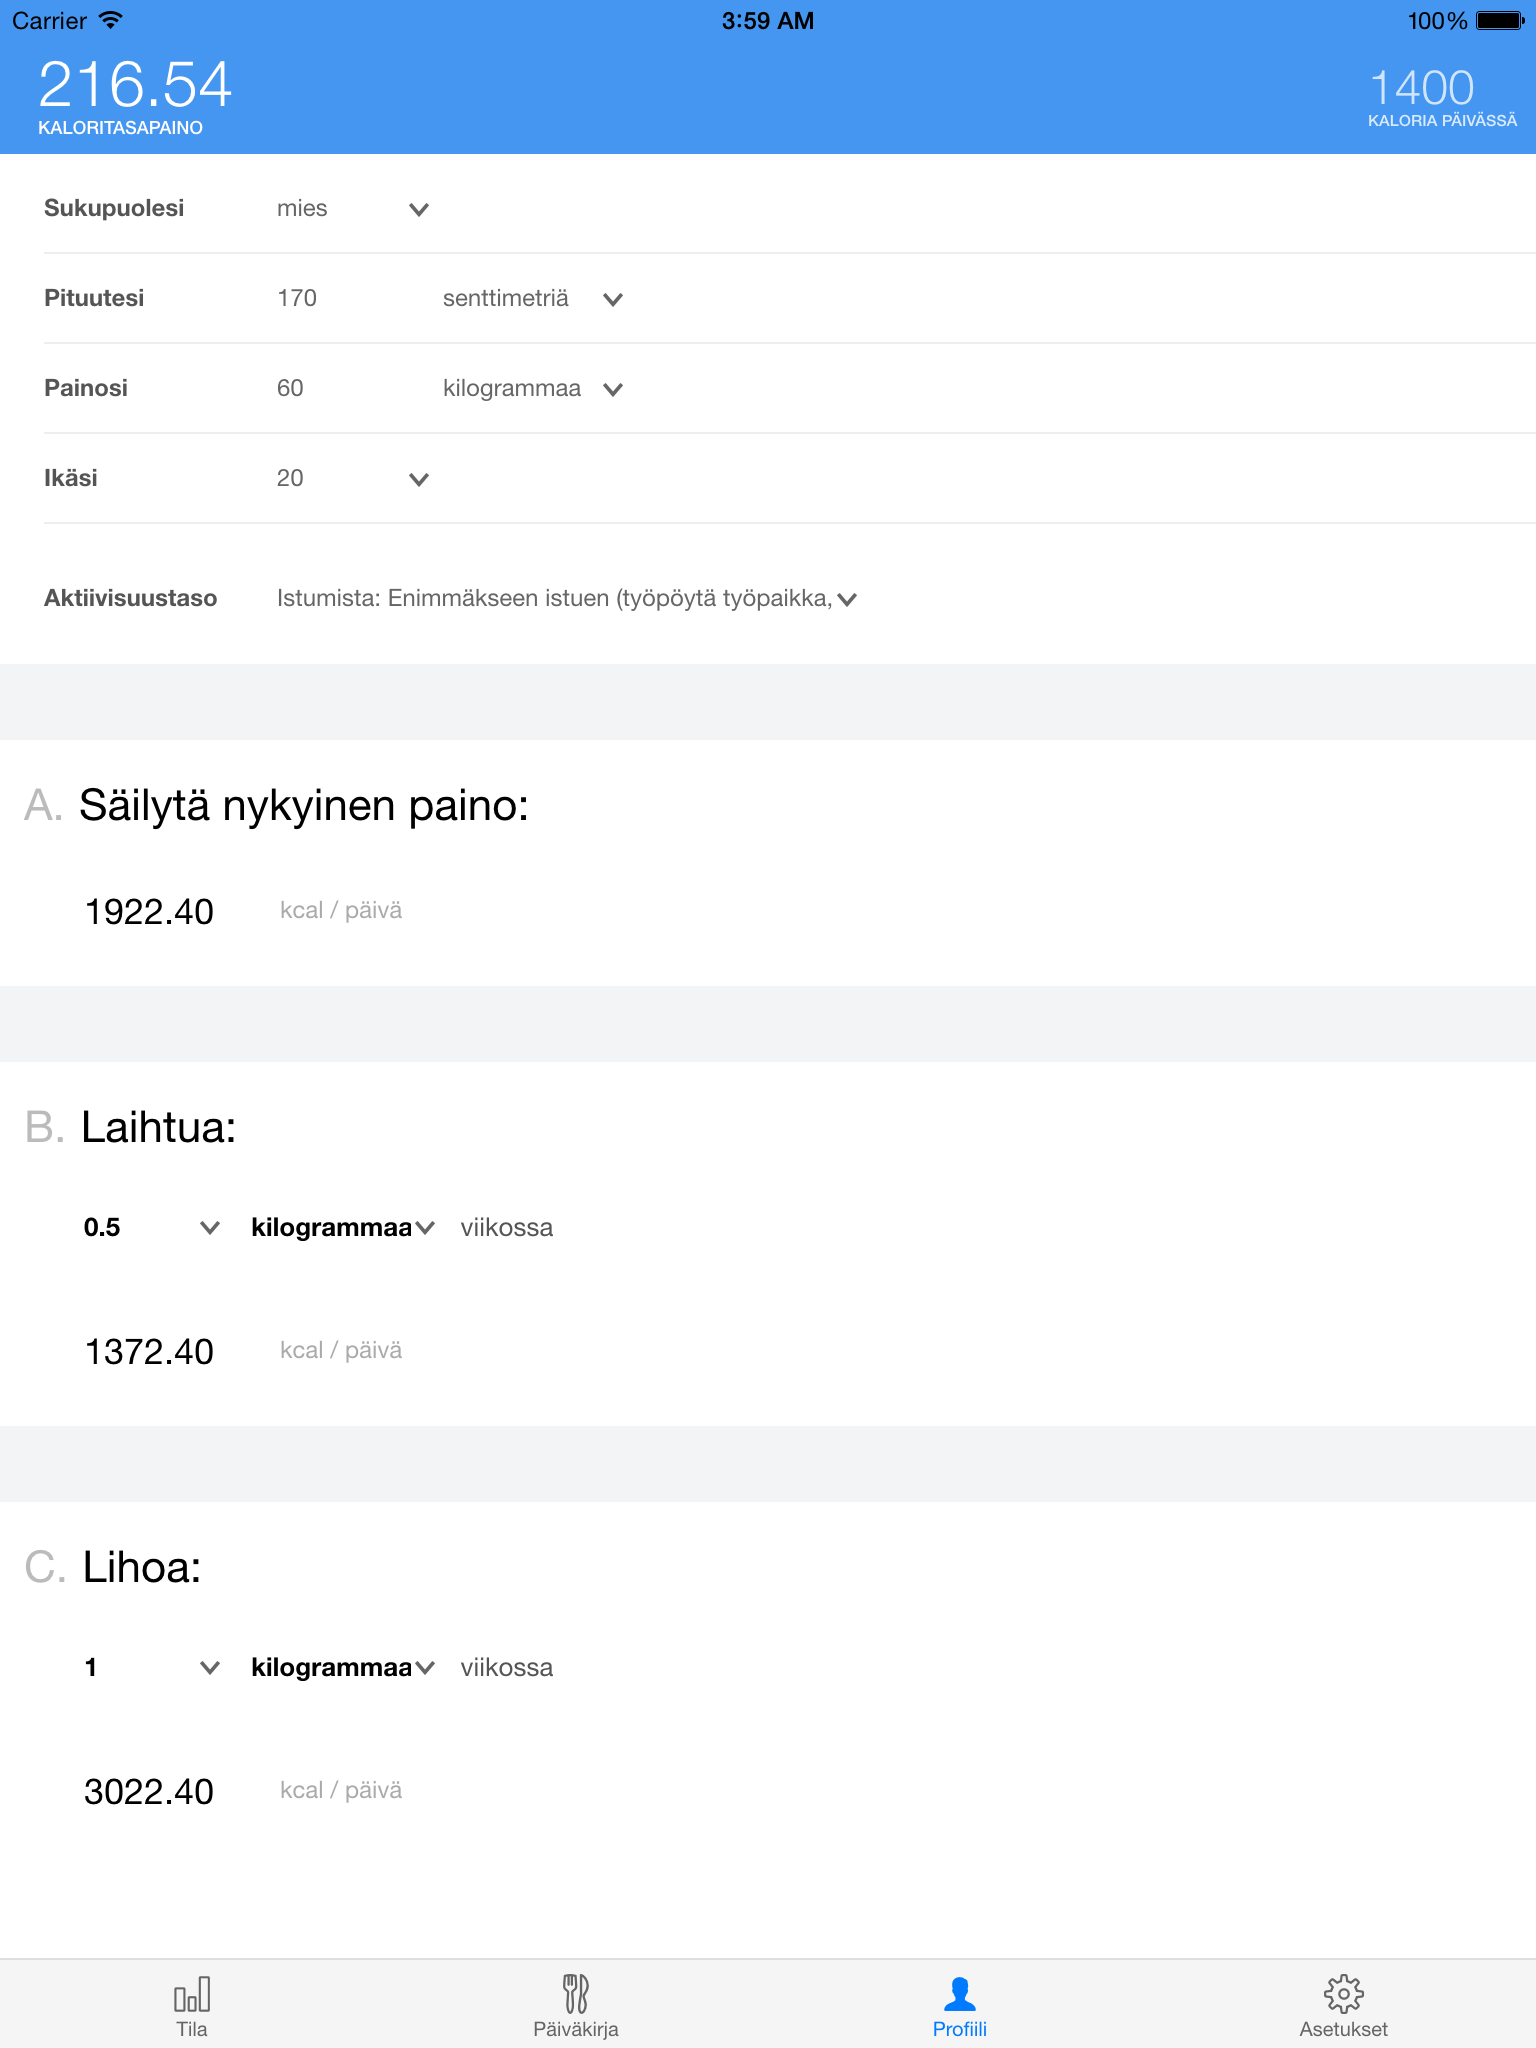 Carrier 3:59 AM 100%
216.54
KALORITASAPAINO
1400
KALORIA PÄIVÄSSÄ
Sukupuolesi mies
Pituutesi 170 senttimetriä
Painosi 60 kilogrammaa
Ikäsi 20
Aktiivisuustaso Istumista: Enimmäkseen istuen (työpöytä työpaikka,
A. Säilytä nykyinen paino:
1922.40 kcal / päivä
B. Laihtua:
0.5 kilogrammaa viikossa
1372.40 kcal / päivä
C. Lihoa:
1 kilogrammaa viikossa
3022.40 kcal / päivä
Tila Päiväkirja Profiili Asetukset